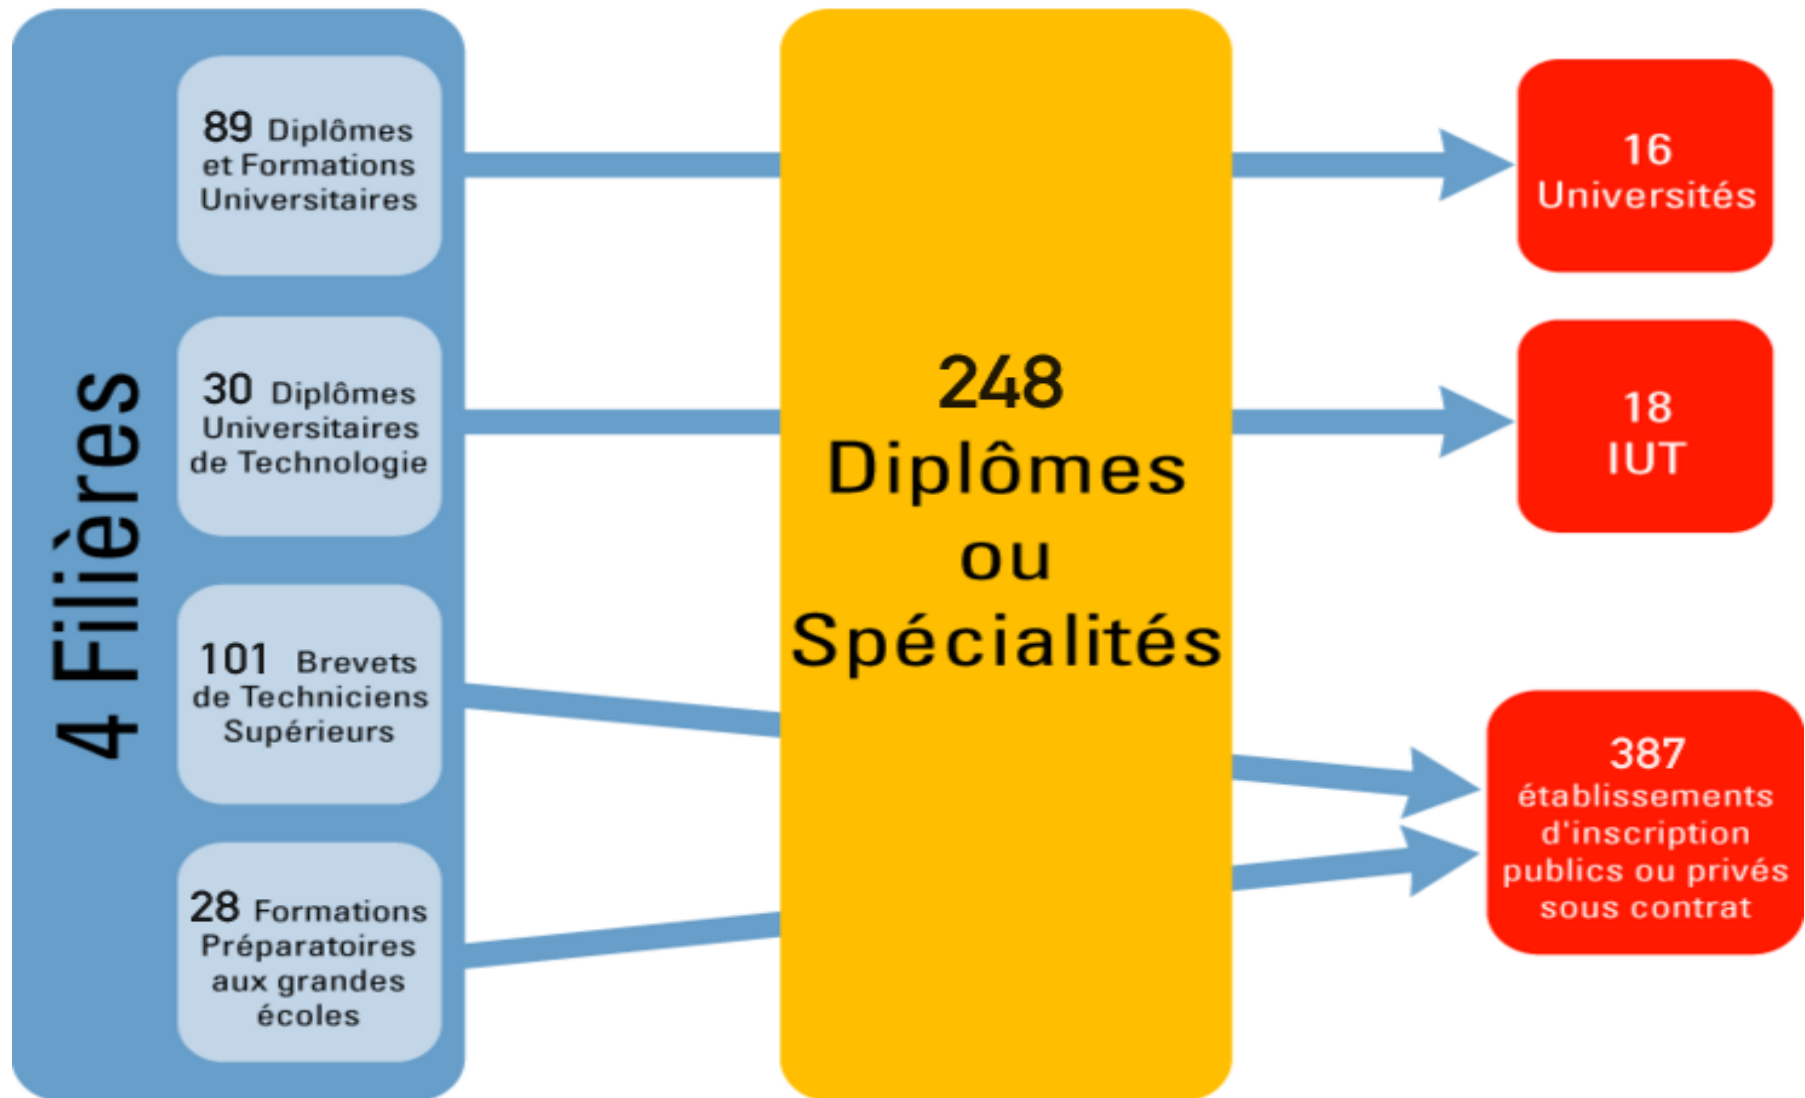 4 Filières
89 Diplômes
et Formations
Universitaires
30 Diplômes
Universitaires
de Technologie
101 Brevets
de Techniciens
Supérieurs
28 Formations
Préparatoires
aux grandes
écoles
248
Diplômes
ou
Spécialités
16
Universités
18
IUT
387
établissements
d'inscription
publics ou privés
sous contrat